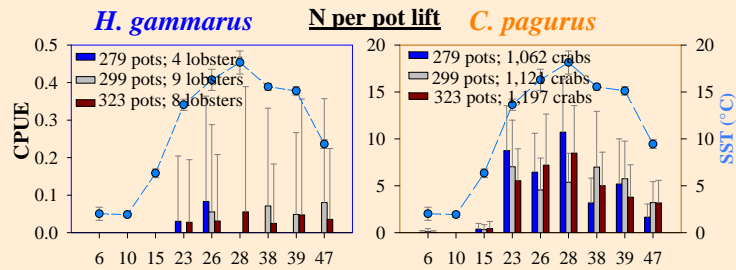 H. gammarus N per pot lift C. pagurus
CPUE
0.5
0.4
0.3
0.2
0.1
0.0
279 pots; 4 lobsters
299 pots; 9 lobsters
323 pots; 8 lobsters
6 10 15 23 26 28 38 39 47
20
15
10
5
0
279 pots; 1,062 crabs
299 pots; 1,121 crabs
323 pots; 1,197 crabs
6 10 15 23 26 28 38 39 47
20
15
10
5
0
SST (°C)